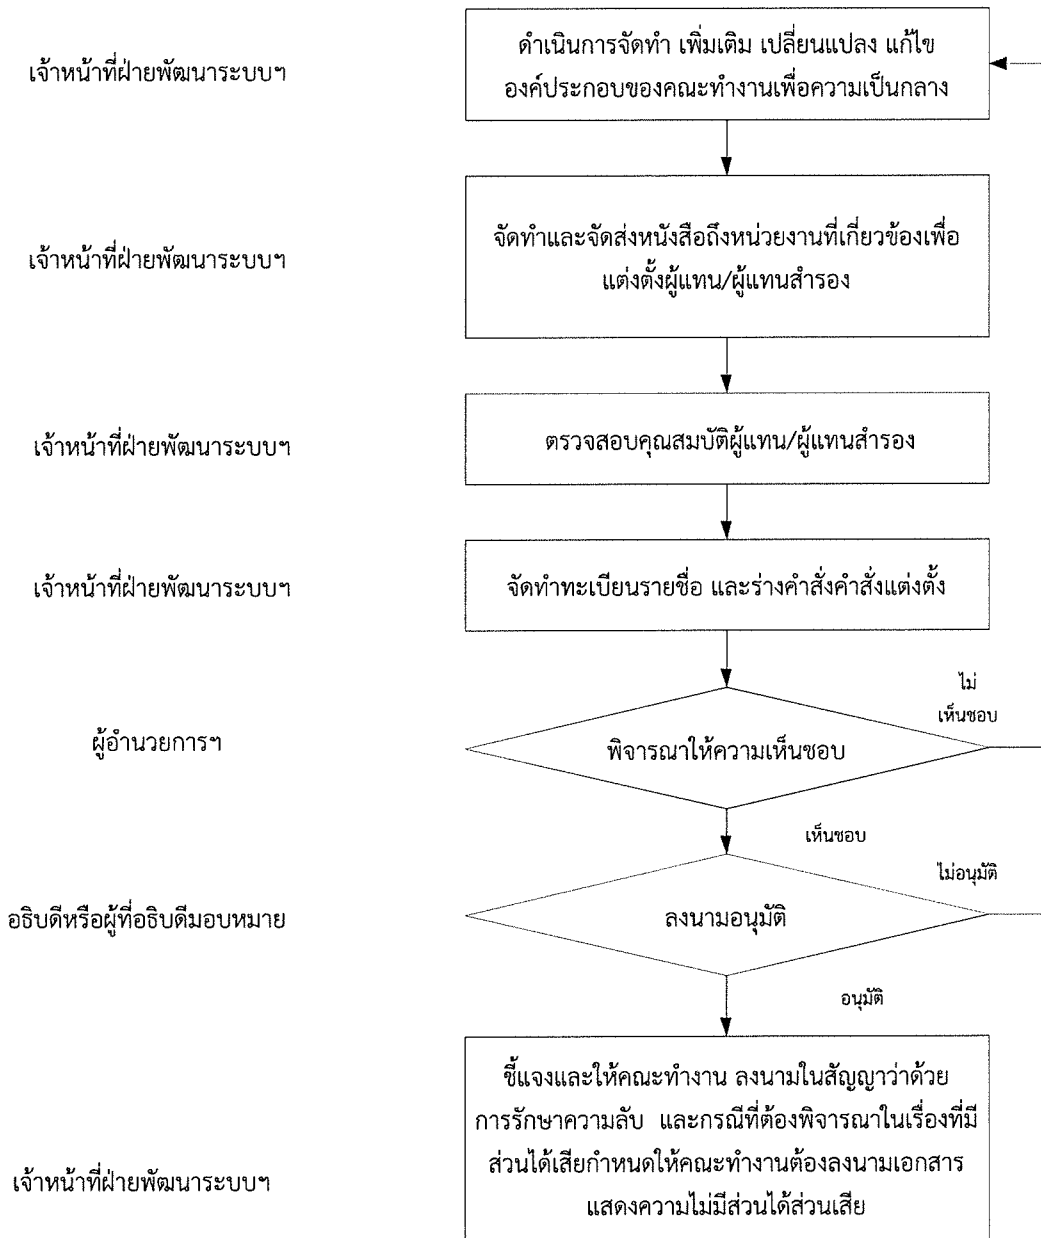 ดำเนินการจัดทำ เพิ่มเติม เปลี่ยนแปลง แก้ไข
เจ้าหน้าที่ฝ่ายพัฒนาระบบฯ
องค์ประกอบของคณะทำงานเพื่อความเป็นกลาง
จัดทำและจัดส่งหนังสือถึงหน่วยงานที่เกี่ยวข้องเพื่อ
เจ้าหน้าที่ฝ่ายพัฒนาระบบฯ
แต่งตั้งผู้แทน/ผู้แทนสำรอง
เจ้าหน้าที่ฝ่ายพัฒนาระบบฯ
ตรวจสอบคุณสมบัติผู้แทน/ผู้แทนสำรอง
เจ้าหน้าที่ฝ่ายพัฒนาระบบฯ
จัดทำทะเบียนรายชื่อ และร่างคำสั่งคำสั่งแต่งตั้ง
ไม่
เห็นชอบ
ผู้อำนวยการฯ
พิจารณาให้ความเห็นชอบ
เห็นชอบ
ไม่อนุมัติ
อธิบดีหรือผู้ที่อธิบดีมอบหมาย
ลงนามอนุมัติ
อนุมัติ
ชี้แจงและให้คณะทำงาน ลงนามในสัญญาว่าด้วย
การรักษาความลับ และกรณีที่ต้องพิจารณาในเรื่องที่มี
ส่วนได้เสียกำหนดให้คณะทำงานต้องลงนามเอกสาร
เจ้าหน้าที่ฝ่ายพัฒนาระบบฯ
แสดงความไม่มีส่วนได้ส่วนเสีย